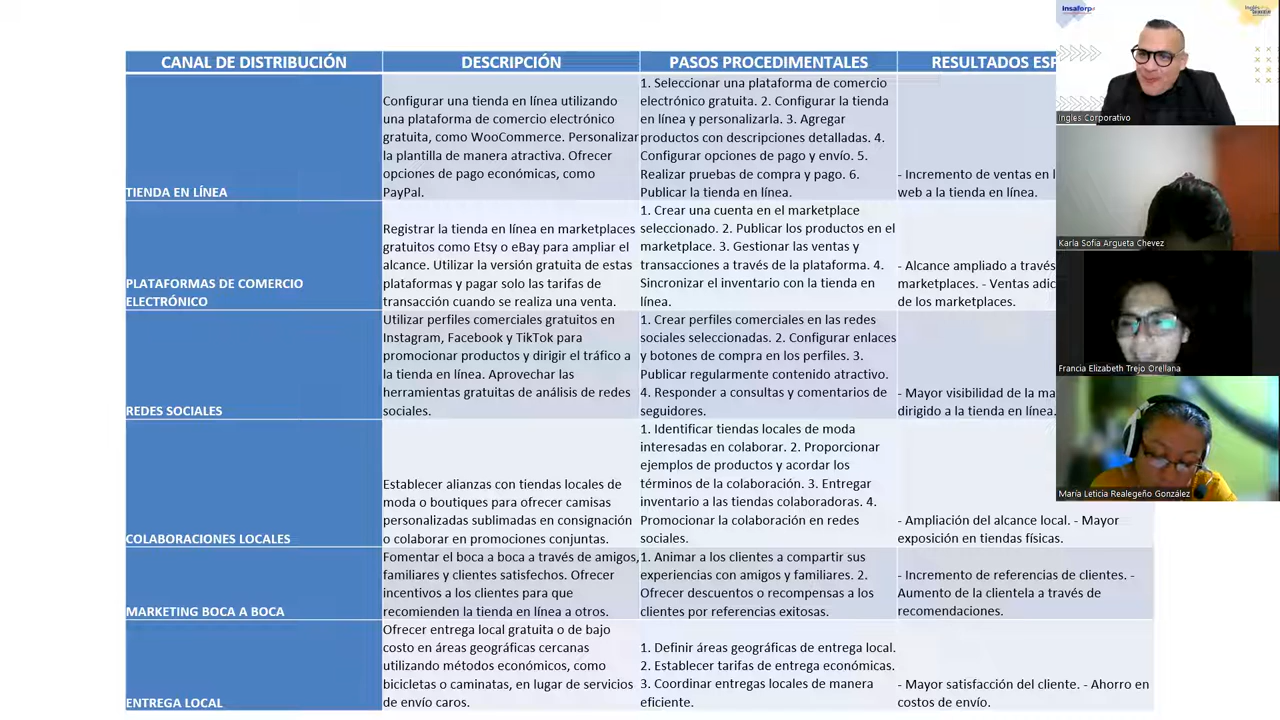 CANAL DE DISTRIBUCIÓN
DESCRIPCIÓN
PASOS PROCEDIMENTALES
RESULTADOS ESP
TIENDA EN LÍNEA
Configurar una tienda en línea utilizando
una plataforma de comercio electrónico
gratuita, como WooCommerce. Personalizar
la plantilla de manera atractiva. Ofrecer
opciones de pago económicas, como
PayPal.
1. Seleccionar una plataforma de comercio
electrónico gratuita. 2. Configurar la tienda
en línea y personalizarla. 3. Agregar
productos con descripciones detalladas. 4.
Configurar opciones de pago y envío. 5.
Realizar pruebas de compra y pago. 6.
Publicar la tienda en línea.
- Incremento de ventas en l
web a la tienda en línea.
PLATAFORMAS DE COMERCIO
ELECTRÓNICO
Registrar la tienda en línea en marketplaces
gratuitos como Etsy o eBay para ampliar el
alcance. Utilizar la versión gratuita de estas
plataformas y pagar solo las tarifas de
transacción cuando se realiza una venta.
1. Crear una cuenta en el marketplace
seleccionado. 2. Publicar los productos en el
marketplace. 3. Gestionar las ventas y
transacciones a través de la plataforma. 4.
Sincronizar el inventario con la tienda en
línea.
- Alcance ampliado a través
marketplaces. - Ventas adic
de los marketplaces.
REDES SOCIALES
Utilizar perfiles comerciales gratuitos en
Instagram, Facebook y TikTok para
promocionar productos y dirigir el tráfico a
la tienda en línea. Aprovechar las
herramientas gratuitas de análisis de redes
sociales.
1. Crear perfiles comerciales en las redes
sociales seleccionadas. 2. Configurar enlaces
y botones de compra en los perfiles. 3.
Publicar regularmente contenido atractivo.
4. Responder a consultas y comentarios de
seguidores.
- Mayor visibilidad de la ma
dirigido a la tienda en línea.
COLABORACIONES LOCALES
Establecer alianzas con tiendas locales de
moda o boutiques para ofrecer camisas
personalizadas sublimadas en consignación
o colaborar en promociones conjuntas.
1. Identificar tiendas locales de moda
interesadas en colaborar. 2. Proporcionar
ejemplos de productos y acordar los
términos de la colaboración. 3. Entregar
inventario a las tiendas colaboradoras. 4.
Promocionar la colaboración en redes
sociales.
- Ampliación del alcance local. - Mayor
exposición en tiendas físicas.
MARKETING BOCA A BOCA
Fomentar el boca a boca a través de amigos,
familiares y clientes satisfechos. Ofrecer
incentivos a los clientes para que
recomienden la tienda en línea a otros.
1. Animar a los clientes a compartir sus
experiencias con amigos y familiares. 2.
Ofrecer descuentos o recompensas a los
clientes por referencias exitosas.
- Incremento de referencias de clientes. -
Aumento de la clientela a través de
recomendaciones.
ENTREGA LOCAL
Ofrecer entrega local gratuita o de bajo
costo en áreas geográficas cercanas
utilizando métodos económicos, como
bicicletas o caminatas, en lugar de servicios
de envío caros.
1. Definir áreas geográficas de entrega local.
2. Establecer tarifas de entrega económicas.
3. Coordinar entregas locales de manera
eficiente.
- Mayor satisfacción del cliente. - Ahorro en
costos de envío.
insaforp
Ingles Corporativo
Karla Sofia Argueta Chevez
Francia Elizabeth Trejo Orellana
María Leticia Realegeño González